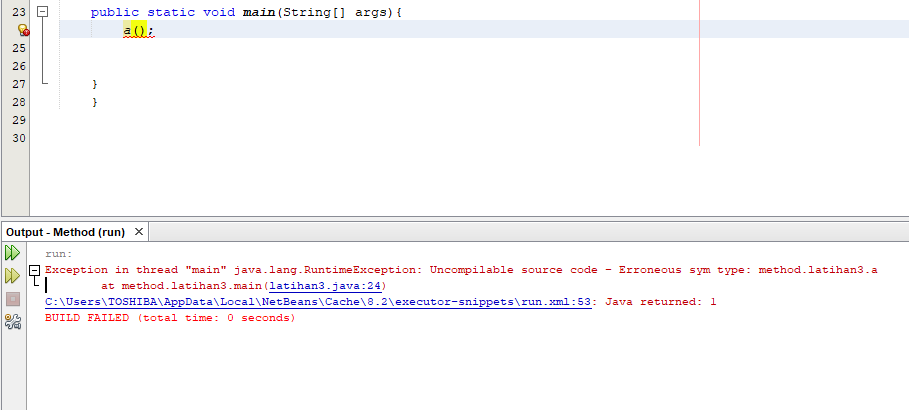 23 public static void main(String[] args){
a();
25
26
27 }
28 }
29
30
Output - Method (run) ×
run:
Exception in thread "main" java.lang.RuntimeException: Uncompilable source code - Erroneous sym type: method.latihan3.a
at method.latihan3.main(latihan3.java:24)
C:\Users\TOSHIBA\AppData\Local\NetBeans\Cache\8.2\executor-snippets\run.xml:53: Java returned: 1
BUILD FAILED (total time: 0 seconds)